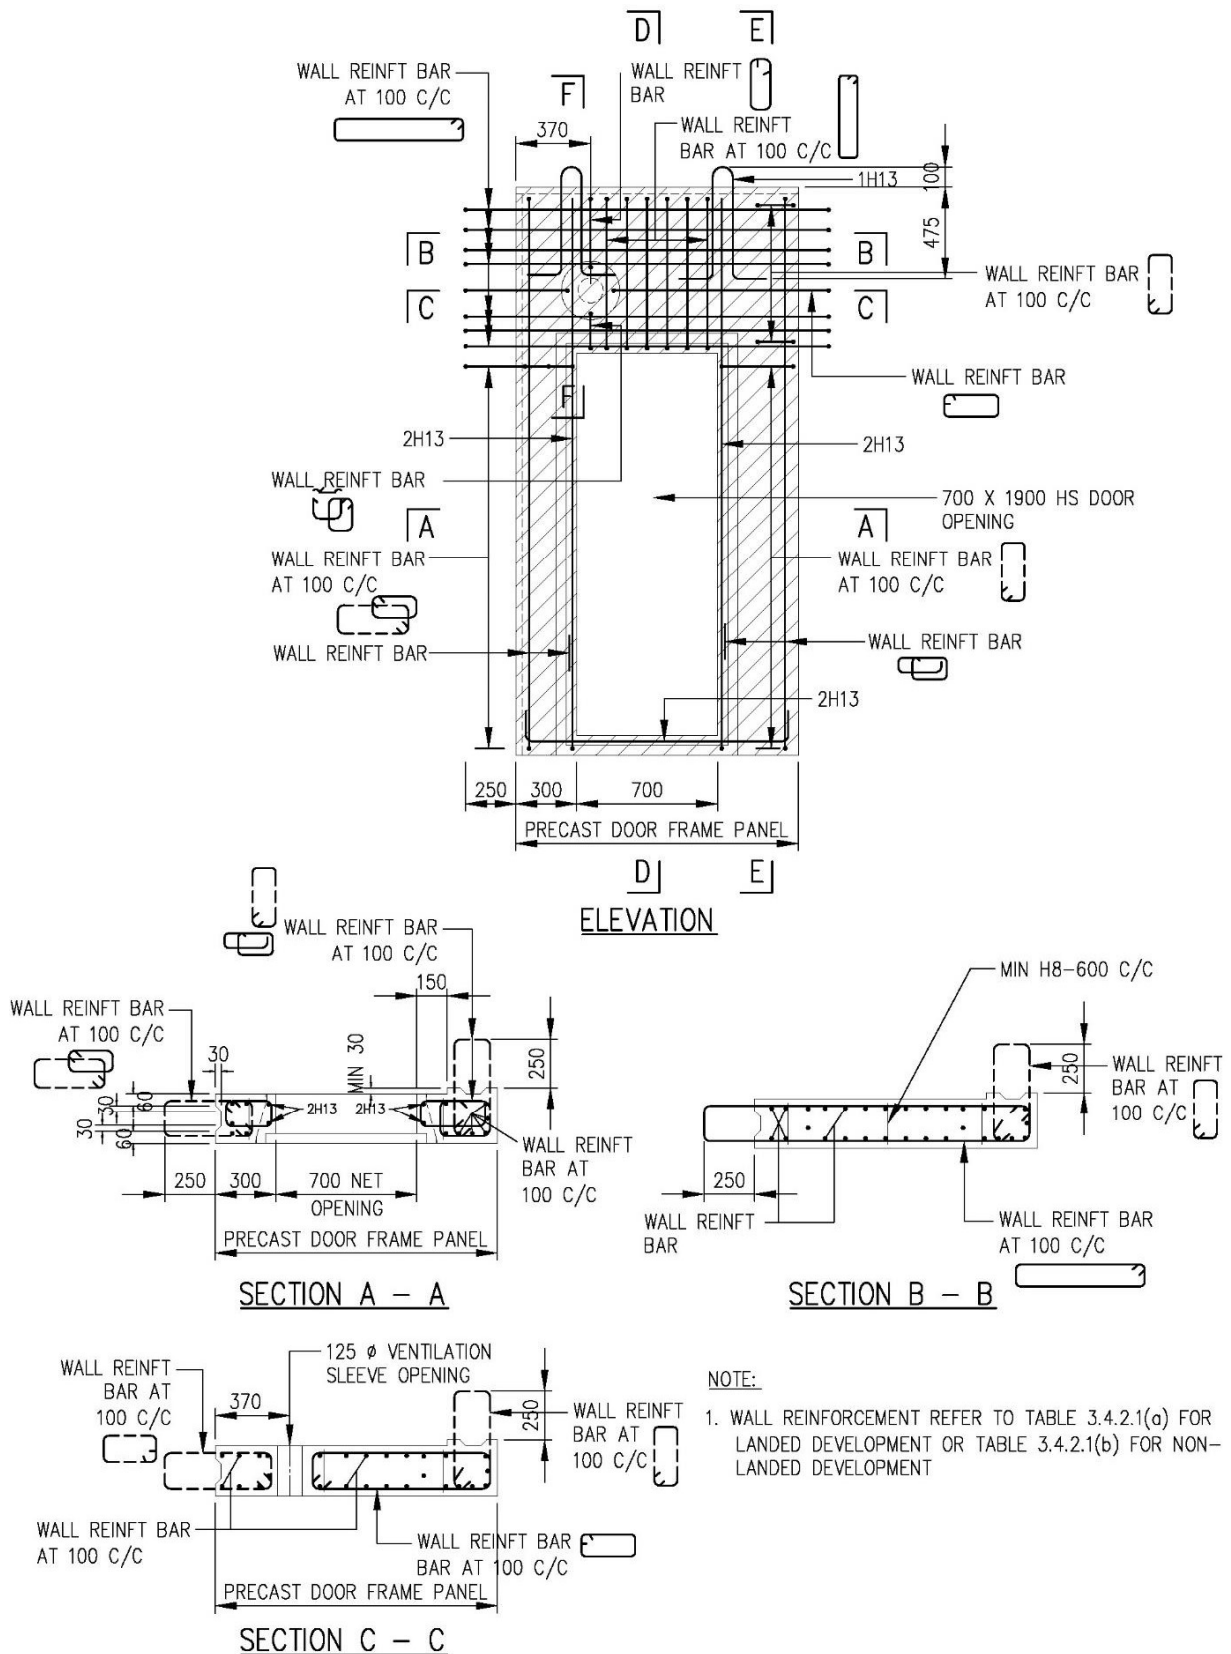 D
E
WALL REINFT BAR
AT 100 C/C
F
WALL REINFT
BAR
370
WALL REINFT
BAR AT 100 C/C
1H13
100
475
B
B
WALL REINFT BAR
AT 100 C/C
C
C
WALL REINFT BAR
F
2H13
2H13
WALL REINFT BAR
700 X 1900 HS DOOR
OPENING
A
A
WALL REINFT BAR
AT 100 C/C
WALL REINFT BAR
AT 100 C/C
WALL REINFT BAR
WALL REINFT BAR
2H13
250
300
700
PRECAST DOOR FRAME PANEL
D
E
ELEVATION
WALL REINFT BAR
AT 100 C/C
150
WALL REINFT BAR
AT 100 C/C
30
MIN 30
250
60
30
30
60
2H13
2H13
WALL REINFT
BAR AT
100 C/C
250
300
700 NET
OPENING
PRECAST DOOR FRAME PANEL
SECTION A - A
MIN H8-600 C/C
250
WALL REINFT
BAR AT
100 C/C
250
WALL REINFT
BAR
WALL REINFT BAR
AT 100 C/C
SECTION B - B
WALL REINFT
BAR AT
100 C/C
125 ø VENTILATION
SLEEVE OPENING
370
250
WALL REINFT
BAR AT
100 C/C
WALL REINFT BAR
AT 100 C/C
WALL REINFT BAR
BAR AT 100 C/C
PRECAST DOOR FRAME PANEL
SECTION C - C
NOTE:
1. WALL REINFORCEMENT REFER TO TABLE 3.4.2.1(a) FOR
LANDED DEVELOPMENT OR TABLE 3.4.2.1(b) FOR NON-
LANDED DEVELOPMENT